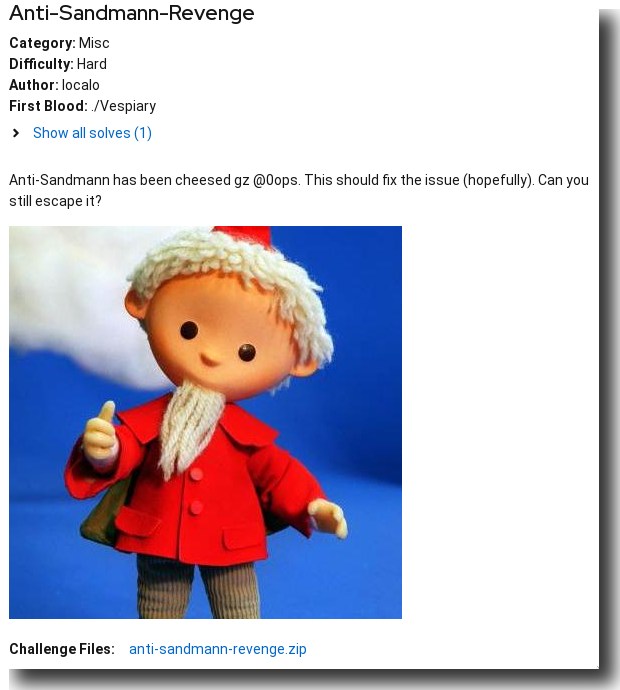 Anti-Sandmann-Revenge
Category: Misc
Difficulty: Hard
Author: localo
First Blood: ./Vespiary
Show all solves (1)
Anti-Sandmann has been cheesed gz @0ops. This should fix the issue (hopefully). Can you
still escape it?
Challenge Files: anti-sandmann-revenge.zip